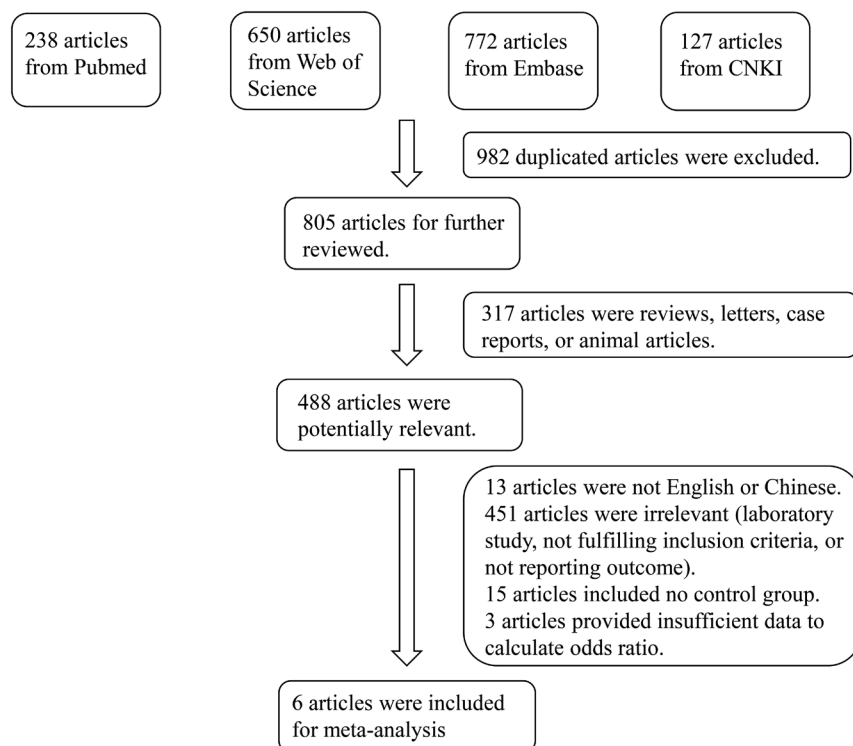 238 articles
from Pubmed
650 articles
from Web of
Science
772 articles
from Embase
127 articles
from CNKI
982 duplicated articles were excluded.
805 articles for further
reviewed.
317 articles were reviews, letters, case
reports, or animal articles.
488 articles were
potentially relevant.
13 articles were not English or Chinese.
451 articles were irrelevant (laboratory
study, not fulfilling inclusion criteria, or
not reporting outcome).
15 articles included no control group.
3 articles provided insufficient data to
calculate odds ratio.
6 articles were included
for meta-analysis